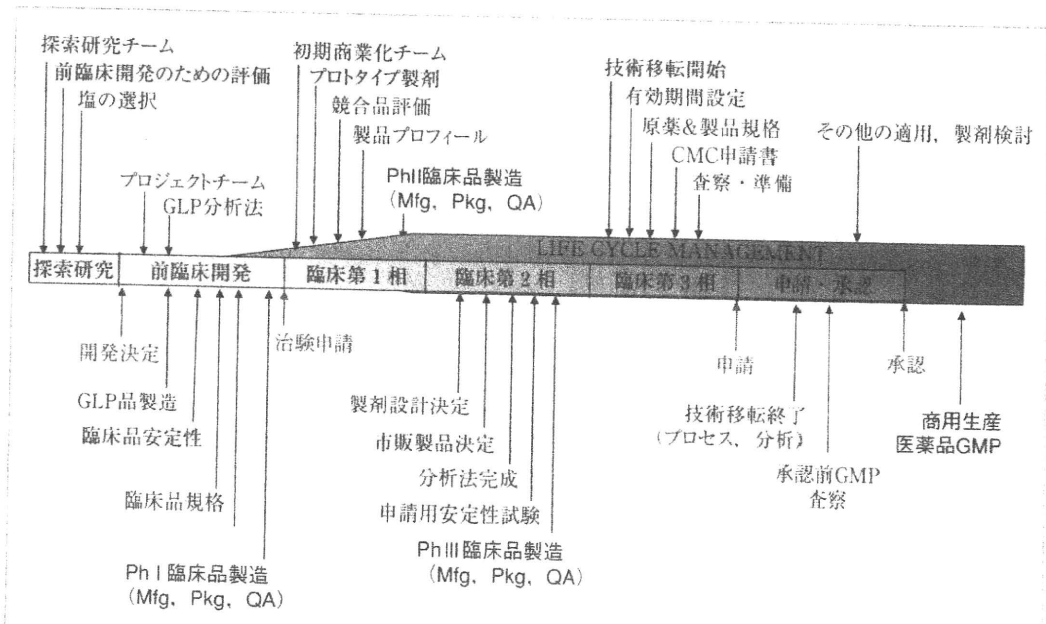 探索研究チーム
前臨床開発のための評価
塩の選択
プロジェクトチーム
GLP分析法
初期商業化チーム
プロトタイプ製剤
競合品評価
製品プロフィール
PhII臨床品製造
(Mfg, Pkg, QA)
技術移転開始
有効期間設定
原薬&製品規格
CMC申請書
査察・準備
その他の適用，製剤検討
LIFE CYCLE MANAGEMENT
探索研究
前臨床開発
臨床第1相
臨床第2相
臨床第3相
申請・承認
開発決定
GLP品製造
臨床品安定性
臨床品規格
PhⅠ臨床品製造
(Mfg, Pkg, QA)
治験申請
製剤設計決定
市販製品決定
分析法完成
申請用安定性試験
PhⅢ臨床品製造
(Mfg, Pkg, QA)
申請
技術移転終了
(プロセス、分析)
承認前GMP
査察
承認
商用生産
医薬品GMP